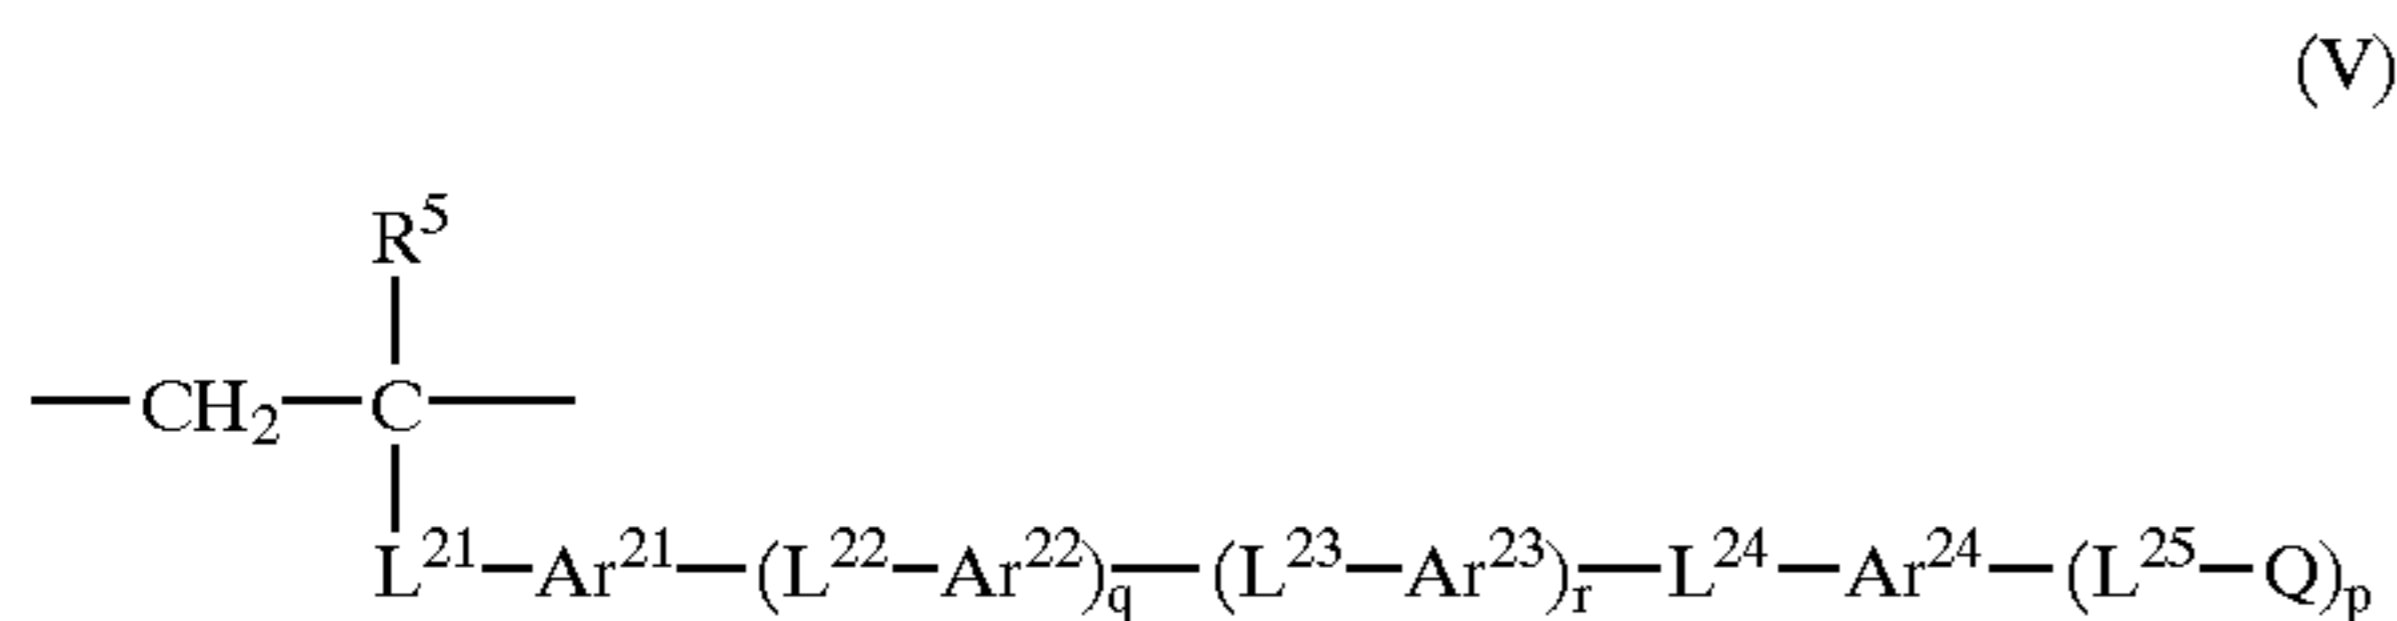 (V)
R⁵
—CH₂—C—
L²¹—Ar²¹—(L²²—Ar²²)q—(L²³—Ar²³)r—L²⁴—Ar²⁴—(L²⁵—Q)p